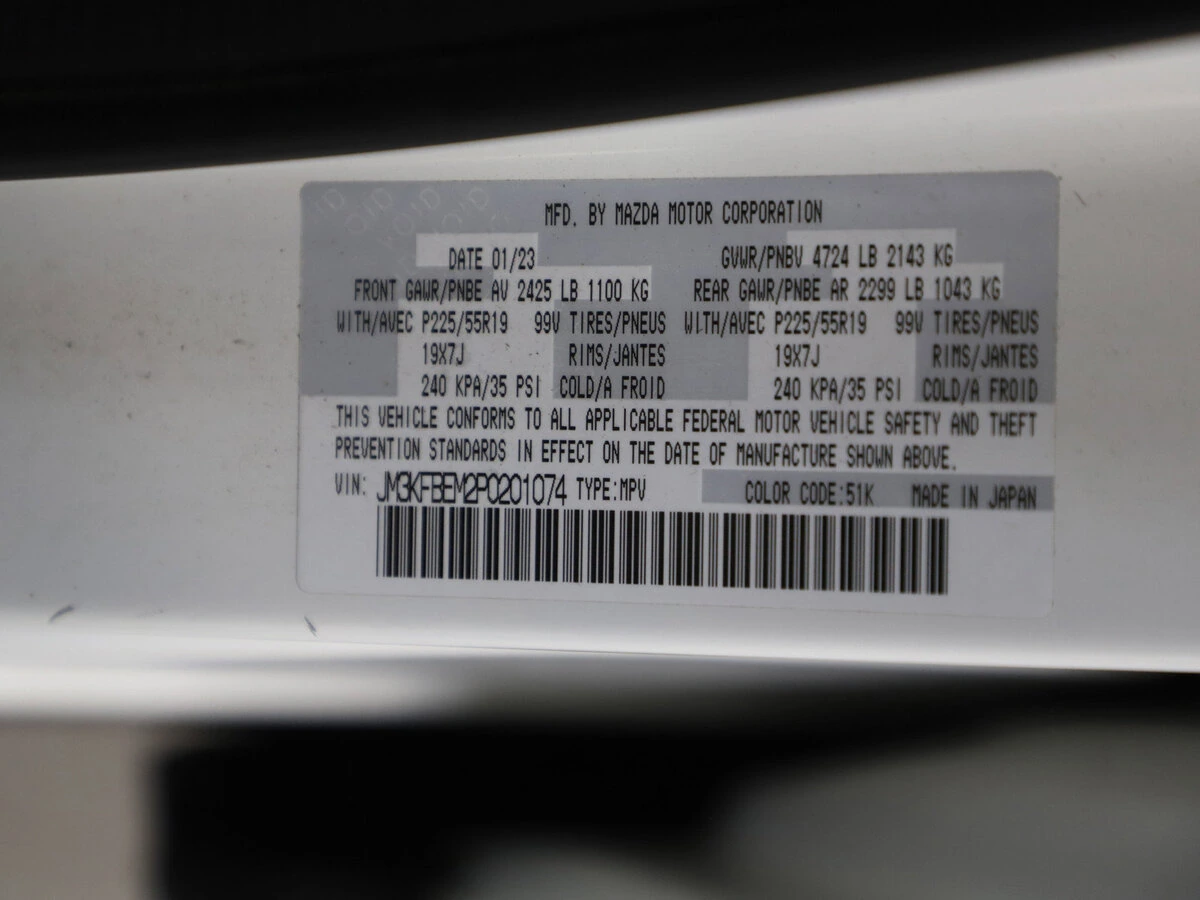 MFD. BY MAZDA MOTOR CORPORATION
DATE 01/23 GVWR/PNBV 4724 LB 2143 KG
FRONT GAWR/PNBE AV 2425 LB 1100 KG REAR GAWR/PNBE AR 2299 LB 1043 KG
WITH/AVEC P225/55R19 99V TIRES/PNEUS WITH/AVEC P225/55R19 99V TIRES/PNEUS
19X7J RIMS/JANTES 19X7J RIMS/JANTES
240 KPA/35 PSI COLD/A FROID 240 KPA/35 PSI COLD/A FROID
THIS VEHICLE CONFORMS TO ALL APPLICABLE FEDERAL MOTOR VEHICLE SAFETY AND THEFT
PREVENTION STANDARDS IN EFFECT ON THE DATE OF MANUFACTURE SHOWN ABOVE.
VIN: JM3KFBEM2P0201074 TYPE:MPV COLOR CODE:51K MADE IN JAPAN